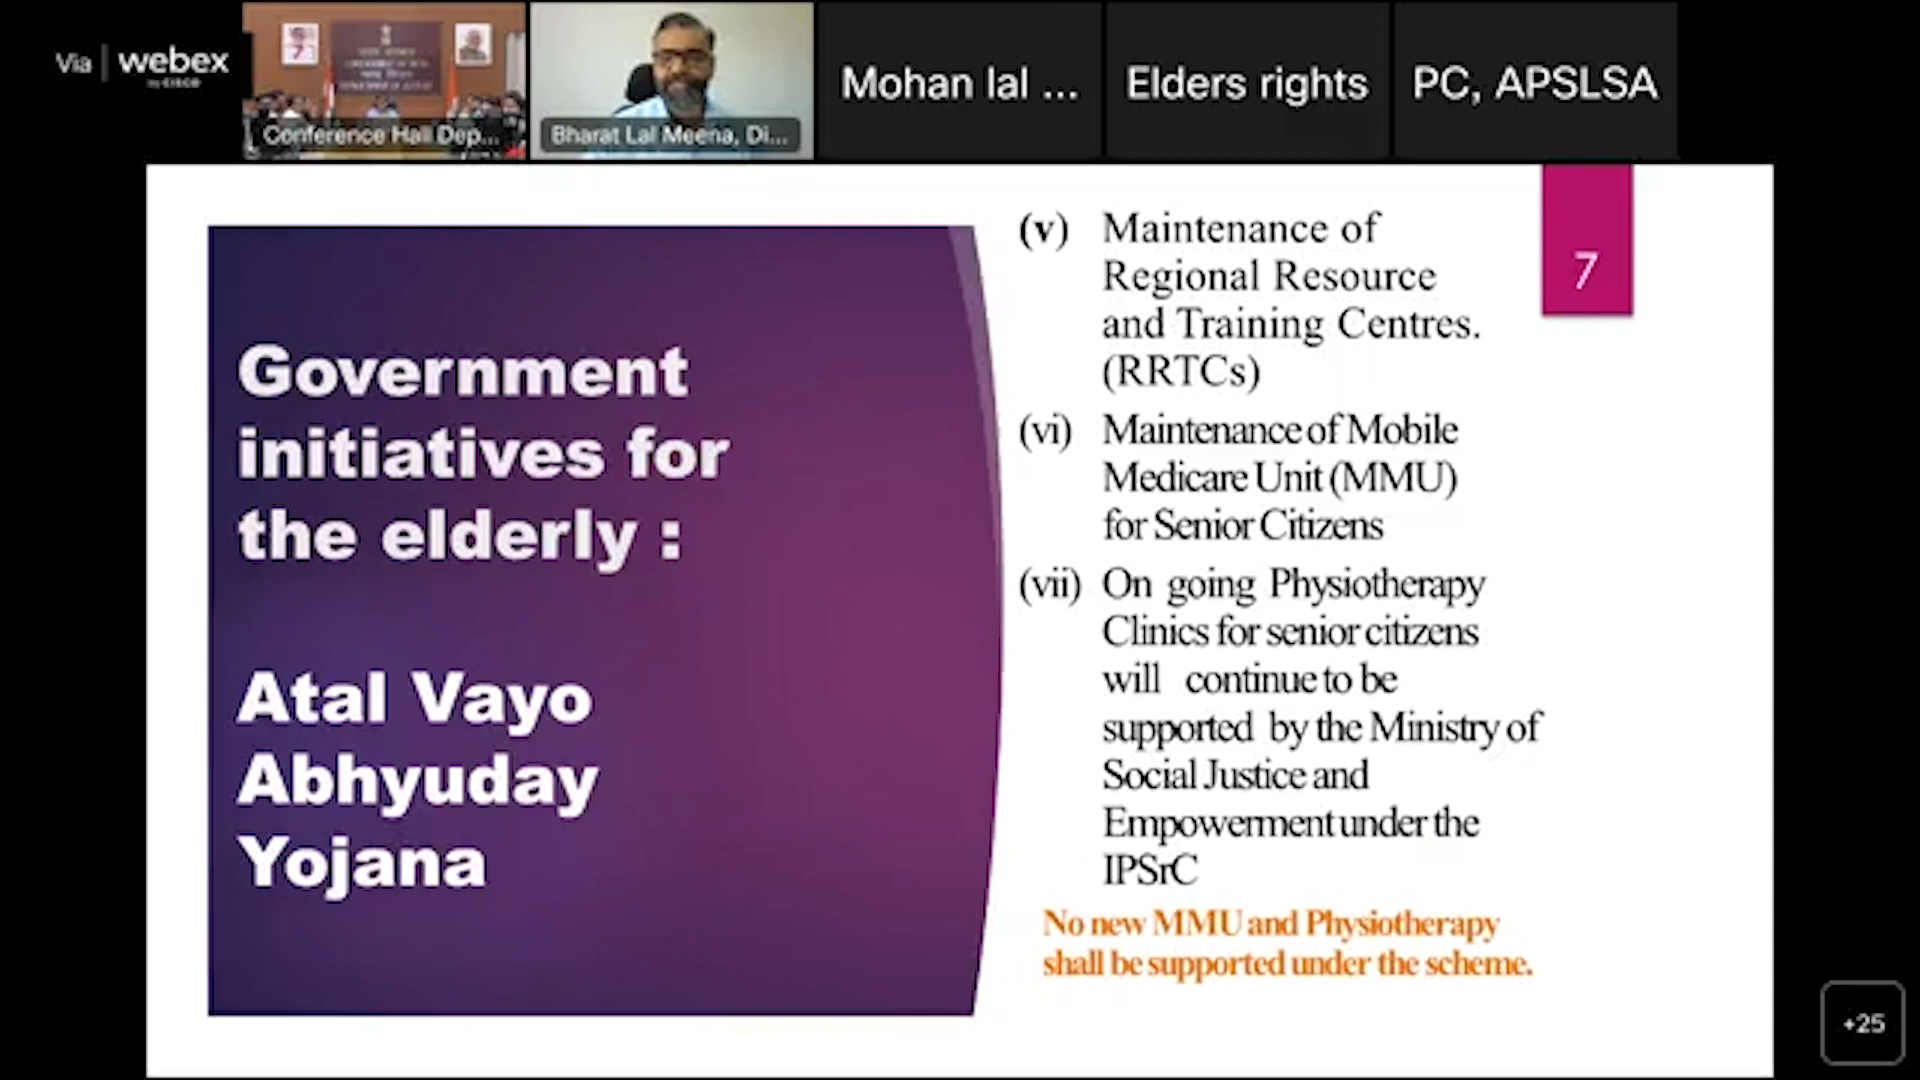 Via | webex
by CISCO
Conference Hall Dep...
Bharat Lal Meena, Di...
Mohan lal ...
Elders rights
PC, APSLSA
7
Government
initiatives for
the elderly :
Atal Vayo
Abhyuday
Yojana
(v) Maintenance of
Regional Resource
and Training Centres.
(RRTCs)
(vi) Maintenance of Mobile
Medicare Unit (MMU)
for Senior Citizens
(vii) On going Physiotherapy
Clinics for senior citizens
will continue to be
supported by the Ministry of
Social Justice and
Empowerment under the
IPSrC
No new MMU and Physiotherapy
shall be supported under the scheme.
+25